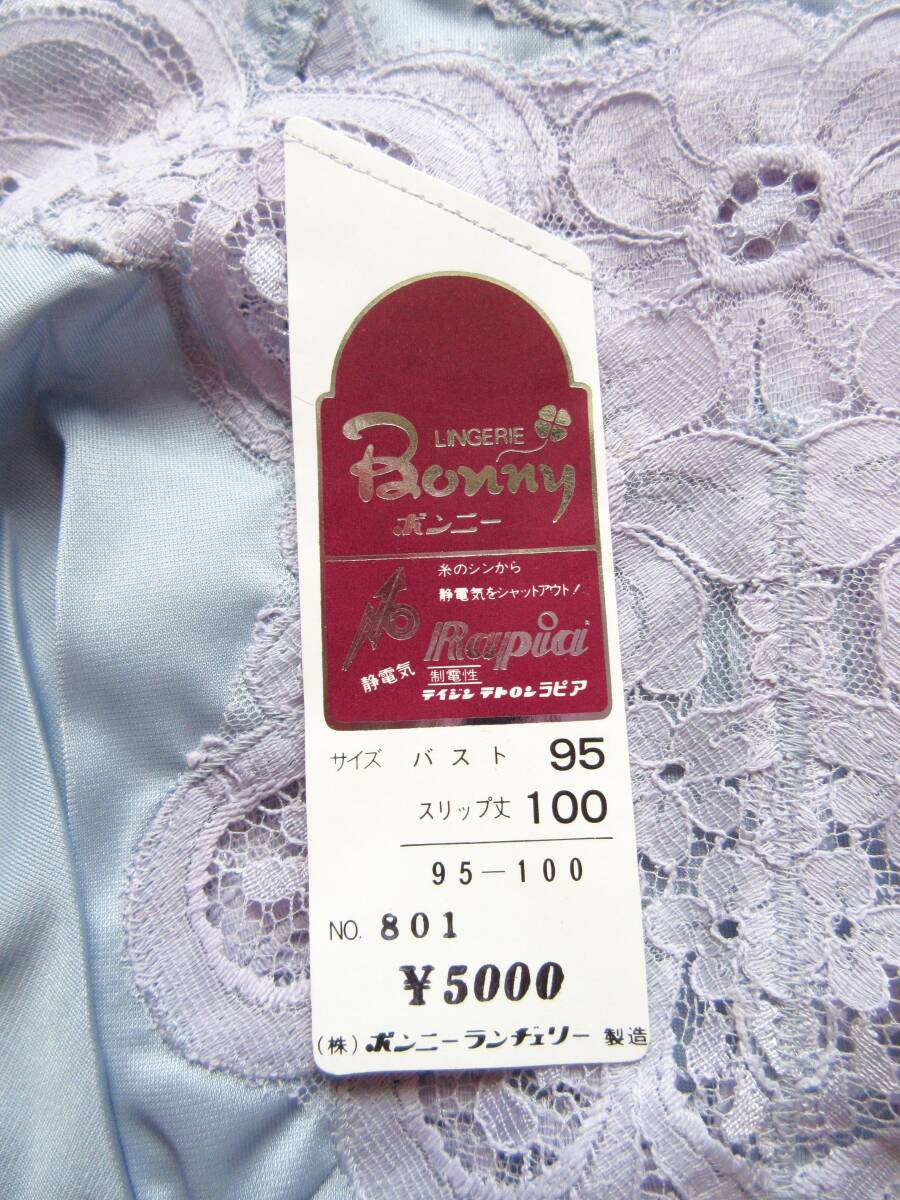 LINGERIE
Bonny
ボンニー
糸のシンから
静電気をシャットアウト!
NO
静電気
Rapia
制電性
テイジン テトロン ラピア
サイズ バスト 95
スリップ丈 100
95-100
NO. 801
¥5000
(株) ボンニーランヂェリー 製造